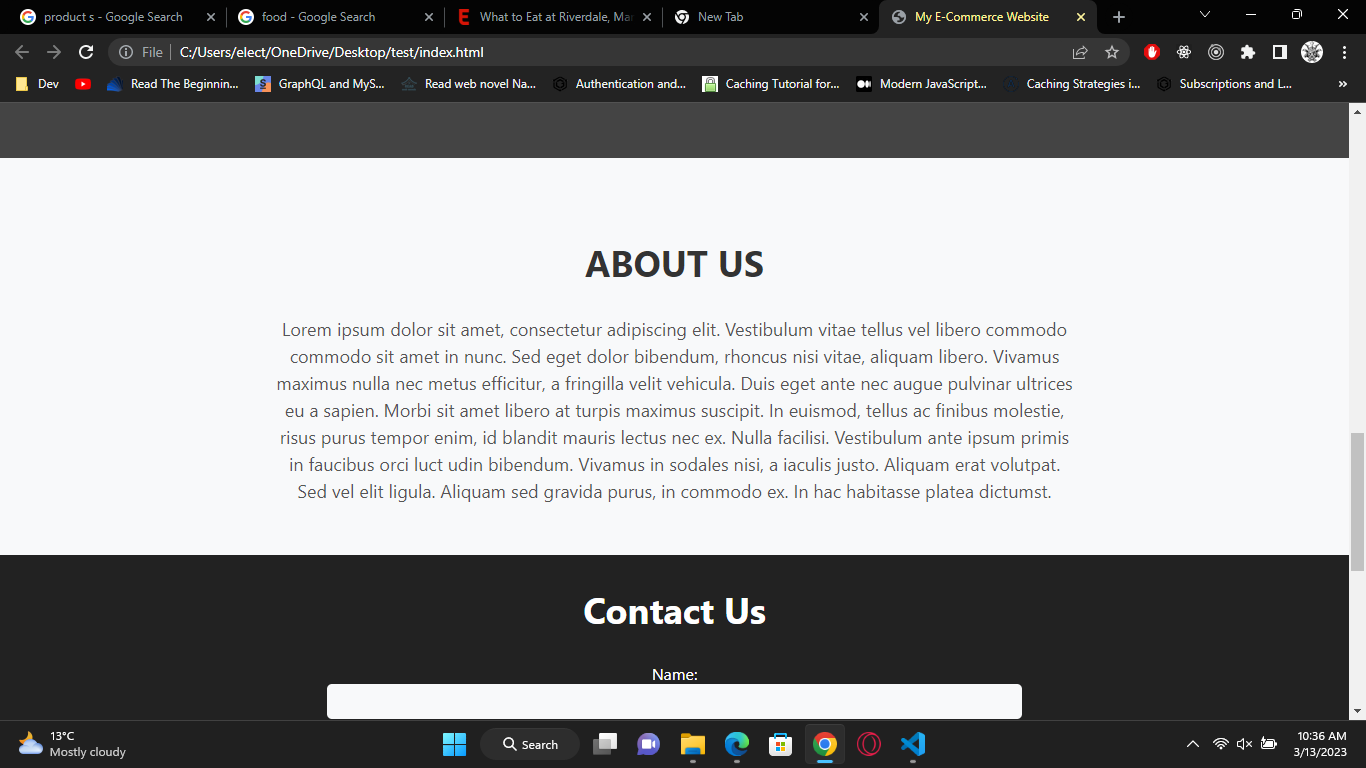 product s - Google Search
food - Google Search
What to Eat at Riverdale, Ma
New Tab
My E-Commerce Website
File
C:/Users/elect/OneDrive/Desktop/test/index.html
Dev
Read The Beginnin...
GraphQL and MyS...
Read web novel Na...
Authentication and...
Caching Tutorial for...
Modern JavaScript...
Caching Strategies i...
Subscriptions and L...
ABOUT US
Lorem ipsum dolor sit amet, consectetur adipiscing elit. Vestibulum vitae tellus vel libero commodo
commodo sit amet in nunc. Sed eget dolor bibendum, rhoncus nisi vitae, aliquam libero. Vivamus
maximus nulla nec metus efficitur, a fringilla velit vehicula. Duis eget ante nec augue pulvinar ultrices
eu a sapien. Morbi sit amet libero at turpis maximus suscipit. In euismod, tellus ac finibus molestie,
risus purus tempor enim, id blandit mauris lectus nec ex. Nulla facilisi. Vestibulum ante ipsum primis
in faucibus orci luct udin bibendum. Vivamus in sodales nisi, a iaculis justo. Aliquam erat volutpat.
Sed vel elit ligula. Aliquam sed gravida purus, in commodo ex. In hac habitasse platea dictumst.
Contact Us
Name:
13°C
Mostly cloudy
Search
10:36 AM
3/13/2023